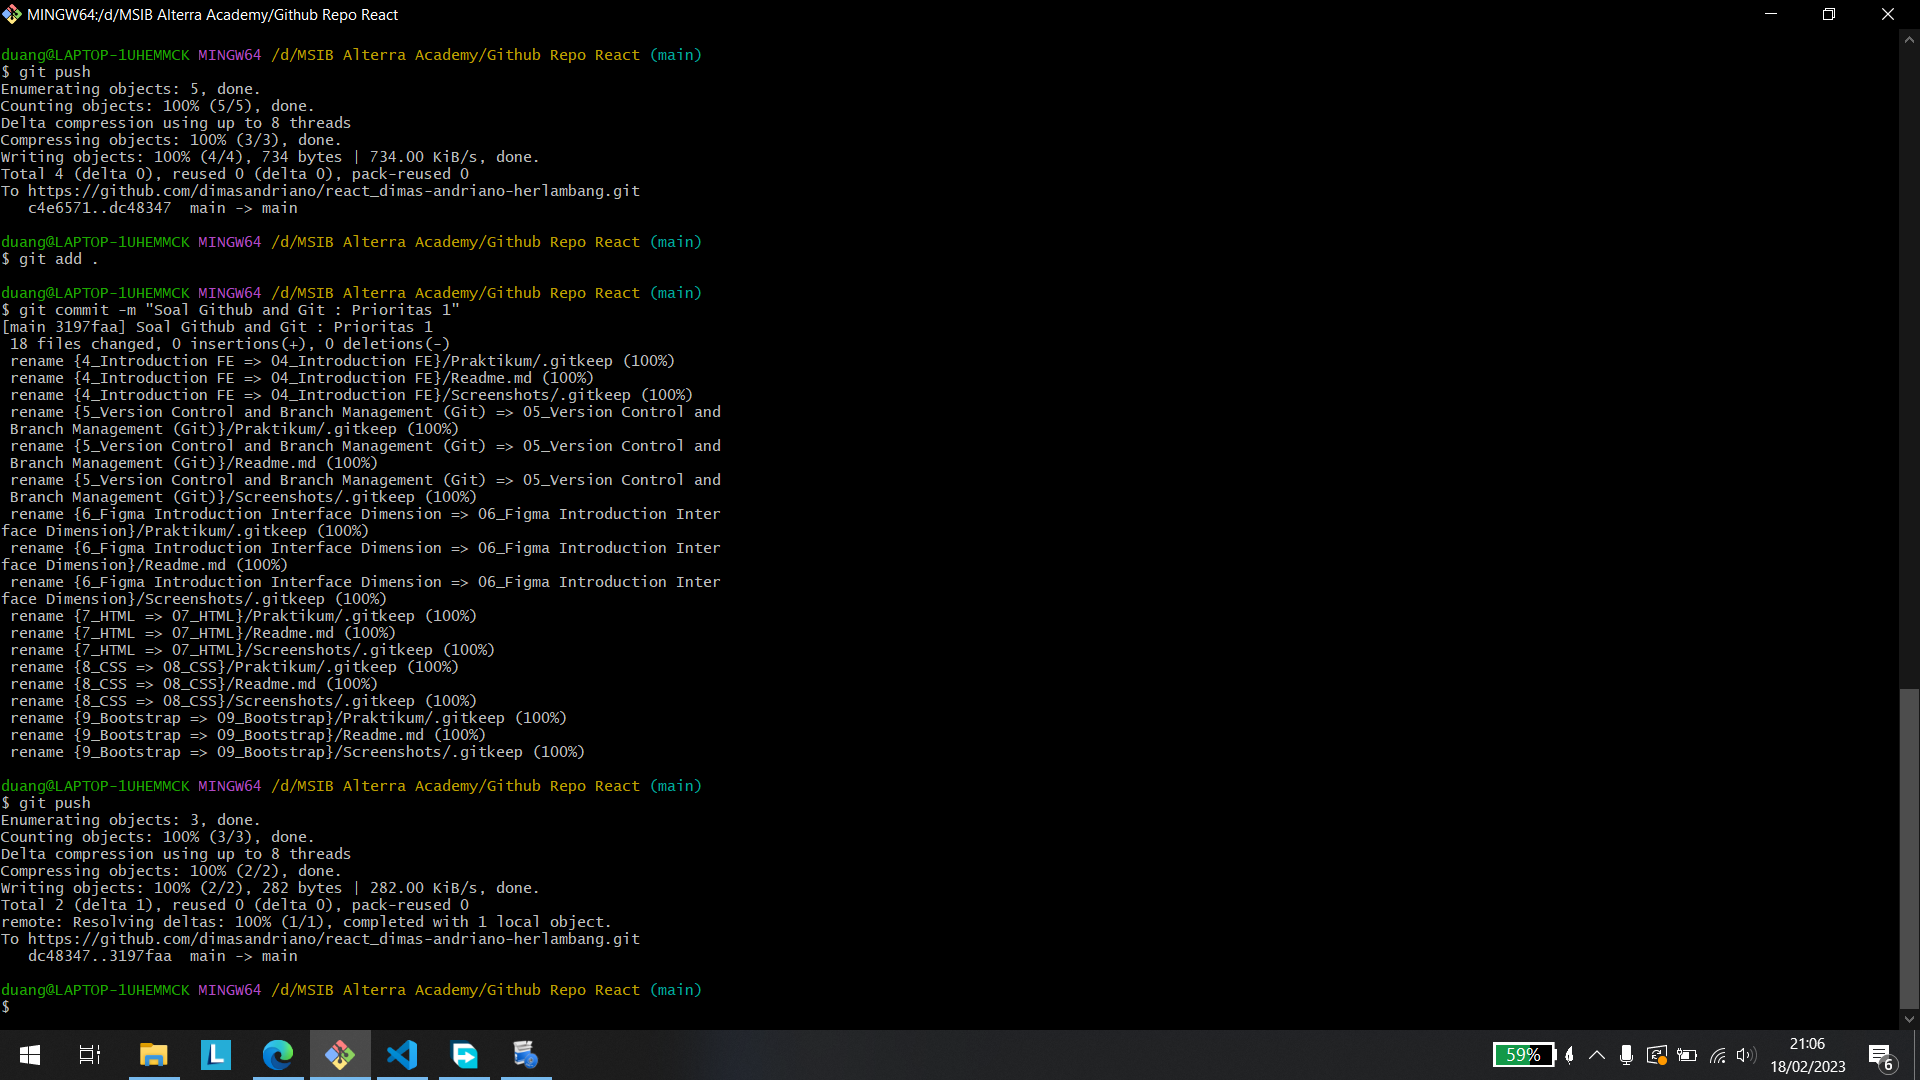 MINGW64:/d/MSIB Alterra Academy/Github Repo React
duang@LAPTOP-1UHEMMCK MINGW64 /d/MSIB Alterra Academy/Github Repo React (main)
$ git push
Enumerating objects: 5, done.
Counting objects: 100% (5/5), done.
Delta compression using up to 8 threads
Compressing objects: 100% (3/3), done.
Writing objects: 100% (4/4), 734 bytes | 734.00 KiB/s, done.
Total 4 (delta 0), reused 0 (delta 0), pack-reused 0
To https://github.com/dimasandriano/react_dimas-andriano-herlambang.git
   c4e6571..dc48347  main -> main
duang@LAPTOP-1UHEMMCK MINGW64 /d/MSIB Alterra Academy/Github Repo React (main)
$ git add .
duang@LAPTOP-1UHEMMCK MINGW64 /d/MSIB Alterra Academy/Github Repo React (main)
$ git commit -m "Soal Github and Git : Prioritas 1"
[main 3197faa] Soal Github and Git : Prioritas 1
 18 files changed, 0 insertions(+), 0 deletions(-)
 rename {4_Introduction FE => 04_Introduction FE}/Praktikum/.gitkeep (100%)
 rename {4_Introduction FE => 04_Introduction FE}/Readme.md (100%)
 rename {4_Introduction FE => 04_Introduction FE}/Screenshots/.gitkeep (100%)
 rename {5_Version Control and Branch Management (Git) => 05_Version Control and
 Branch Management (Git)}/Praktikum/.gitkeep (100%)
 rename {5_Version Control and Branch Management (Git) => 05_Version Control and
 Branch Management (Git)}/Readme.md (100%)
 rename {5_Version Control and Branch Management (Git) => 05_Version Control and
 Branch Management (Git)}/Screenshots/.gitkeep (100%)
 rename {6_Figma Introduction Interface Dimension => 06_Figma Introduction Inter
face Dimension}/Praktikum/.gitkeep (100%)
 rename {6_Figma Introduction Interface Dimension => 06_Figma Introduction Inter
face Dimension}/Readme.md (100%)
 rename {6_Figma Introduction Interface Dimension => 06_Figma Introduction Inter
face Dimension}/Screenshots/.gitkeep (100%)
 rename {7_HTML => 07_HTML}/Praktikum/.gitkeep (100%)
 rename {7_HTML => 07_HTML}/Readme.md (100%)
 rename {7_HTML => 07_HTML}/Screenshots/.gitkeep (100%)
 rename {8_CSS => 08_CSS}/Praktikum/.gitkeep (100%)
 rename {8_CSS => 08_CSS}/Readme.md (100%)
 rename {8_CSS => 08_CSS}/Screenshots/.gitkeep (100%)
 rename {9_Bootstrap => 09_Bootstrap}/Praktikum/.gitkeep (100%)
 rename {9_Bootstrap => 09_Bootstrap}/Readme.md (100%)
 rename {9_Bootstrap => 09_Bootstrap}/Screenshots/.gitkeep (100%)
duang@LAPTOP-1UHEMMCK MINGW64 /d/MSIB Alterra Academy/Github Repo React (main)
$ git push
Enumerating objects: 3, done.
Counting objects: 100% (3/3), done.
Delta compression using up to 8 threads
Compressing objects: 100% (2/2), done.
Writing objects: 100% (2/2), 282 bytes | 282.00 KiB/s, done.
Total 2 (delta 1), reused 0 (delta 0), pack-reused 0
remote: Resolving deltas: 100% (1/1), completed with 1 local object.
To https://github.com/dimasandriano/react_dimas-andriano-herlambang.git
   dc48347..3197faa  main -> main
duang@LAPTOP-1UHEMMCK MINGW64 /d/MSIB Alterra Academy/Github Repo React (main)
$
L
59%
21:06
18/02/2023
6